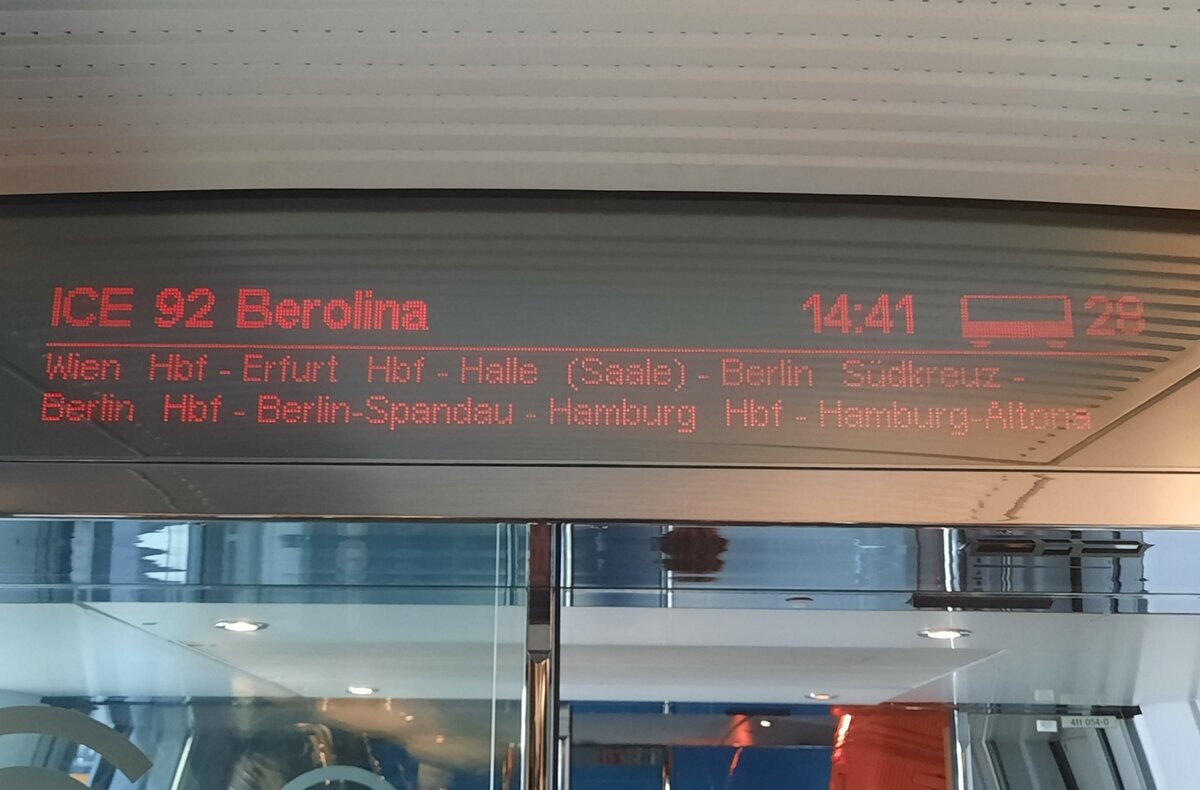 ICE 92 Berolina 14:41 28
Wien Hbf - Erfurt Hbf - Halle (Saale) - Berlin Südkreuz -
Berlin Hbf - Berlin-Spandau - Hamburg Hbf - Hamburg-Altona
411 054-0